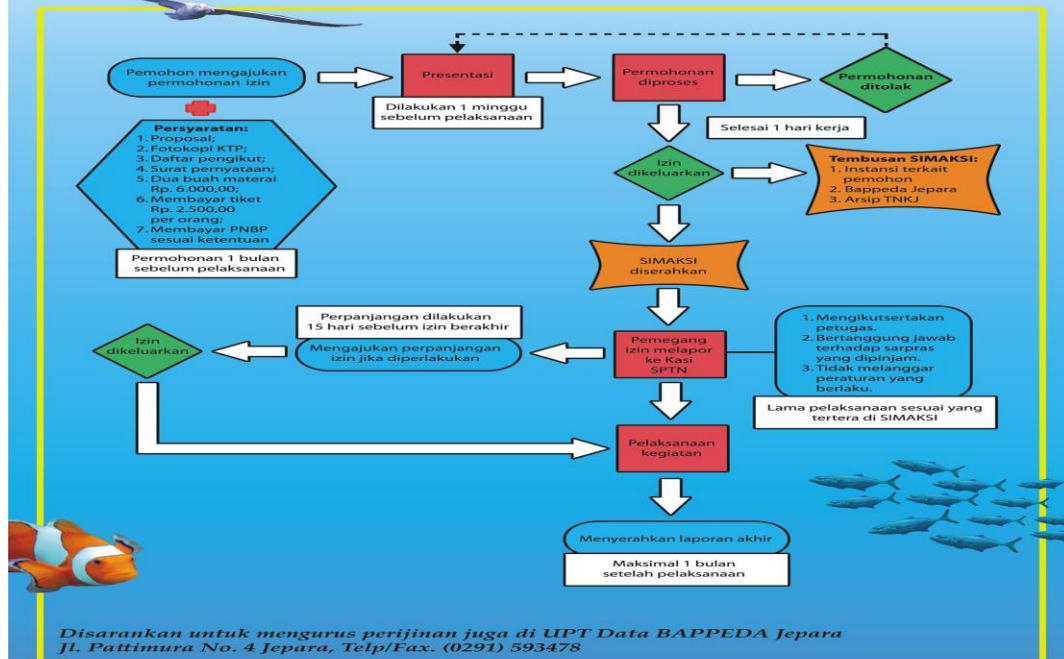 Pemohon mengajukan
permohonan izin
Presentasi
Permohonan
diproses
Permohonan
ditolak
Dilakukan 1 minggu
sebelum pelaksanaan
Persyaratan:
1. Proposal;
2. Fotokopi KTP;
3. Daftar pengikut;
4. Surat pernyataan;
5. Dua buah materai
Rp. 6.000,00;
6. Membayar tiket
Rp. 2.500,00
per orang;
7. Membayar PNBP
sesuai ketentuan
Permohonan 1 bulan
sebelum pelaksanaan
Selesai 1 hari kerja
Izin
dikeluarkan
Tembusan SIMAKSI:
1. Instansi terkait
pemohon
2. Bappeda Jepara
3. Arsip TNKJ
SIMAKSI
diserahkan
Perpanjangan dilakukan
15 hari sebelum izin berakhir
Mengajukan perpanjangan
izin jika diperlakukan
Izin
dikeluarkan
Pemegang
izin melapor
ke Kasi
SPTN
1. Mengikutsertakan
petugas.
2. Bertanggung jawab
terhadap sarpras
yang dipinjam.
3. Tidak melanggar
peraturan yang
berlaku.
Lama pelaksanaan sesuai yang
tertera di SIMAKSI
Pelaksanaan
kegiatan
Menyerahkan laporan akhir
Maksimal 1 bulan
setelah pelaksanaan
Disarankan untuk mengurus perijinan juga di UPT Data BAPPEDA Jepara
Jl. Pattimura No. 4 Jepara, Telp/Fax. (0291) 593478